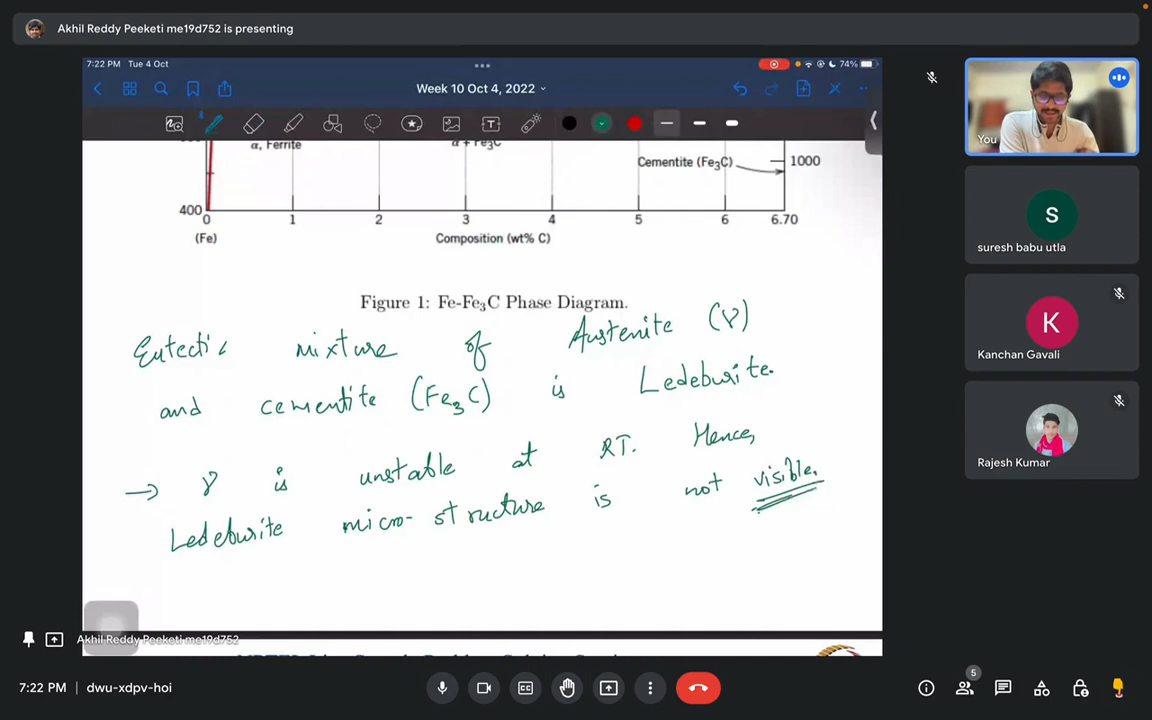 Akhil Reddy Peeketi me19d752 is presenting
7:22 PM Tue 4 Oct
74%
Week 10 Oct 4, 2022
You
α, Ferrite
α + Fe3C
Cementite (Fe3C)
1000
400
0 1 2 3 4 5 6 6.70
(Fe)
Composition (wt% C)
S
suresh babu utla
Figure 1: Fe-Fe3C Phase Diagram.
K
Kanchan Gavali
Eutectic mixture of Austenite (γ)
and cementite (Fe3C) is Ledeburite.
→ γ is unstable at RT. Hence,
Ledeburite micro-structure is not visible.
Rajesh Kumar
Akhil Reddy Peeketi me19d752
7:22 PM | dwu-xdpv-hoi
CC
5